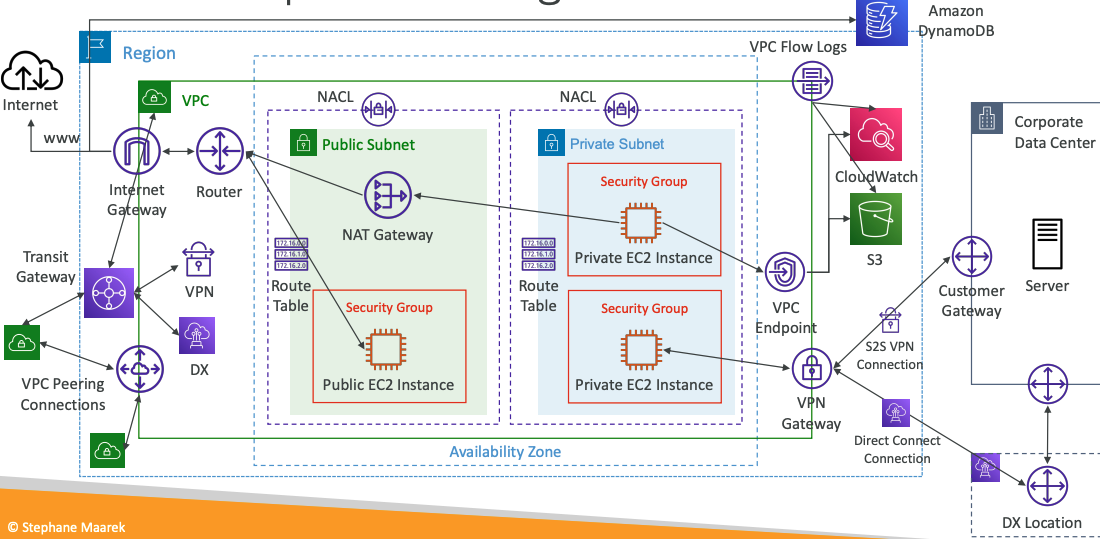 Amazon
DynamoDB
VPC Flow Logs
Region
Internet
www
VPC
NACL
NACL
Corporate
Data Center
Public Subnet
Private Subnet
CloudWatch
Internet
Gateway
Router
Security Group
NAT Gateway
Private EC2 Instance
S3
172.16.0.0
172.16.1.0
172.16.2.0
172.16.0.0
172.16.1.0
172.16.2.0
Transit
Gateway
VPN
Route
Table
Route
Table
VPC
Endpoint
Customer
Gateway
Server
Security Group
Security Group
S2S VPN
Connection
DX
VPC Peering
Connections
Public EC2 Instance
Private EC2 Instance
VPN
Gateway
Direct Connect
Connection
Availability Zone
DX Location
© Stephane Maarek